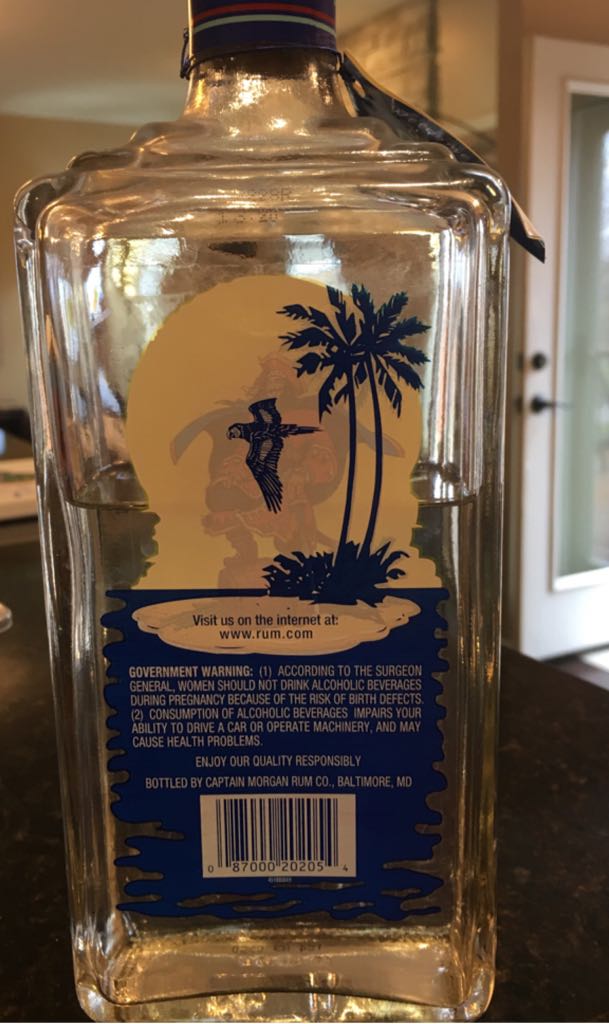 Visit us on the internet at:
www.rum.com
GOVERNMENT WARNING: (1) ACCORDING TO THE SURGEON
GENERAL, WOMEN SHOULD NOT DRINK ALCOHOLIC BEVERAGES
DURING PREGNANCY BECAUSE OF THE RISK OF BIRTH DEFECTS.
(2) CONSUMPTION OF ALCOHOLIC BEVERAGES IMPAIRS YOUR
ABILITY TO DRIVE A CAR OR OPERATE MACHINERY, AND MAY
CAUSE HEALTH PROBLEMS.
ENJOY OUR QUALITY RESPONSIBLY
BOTTLED BY CAPTAIN MORGAN RUM CO., BALTIMORE, MD
0 87000 20205 4